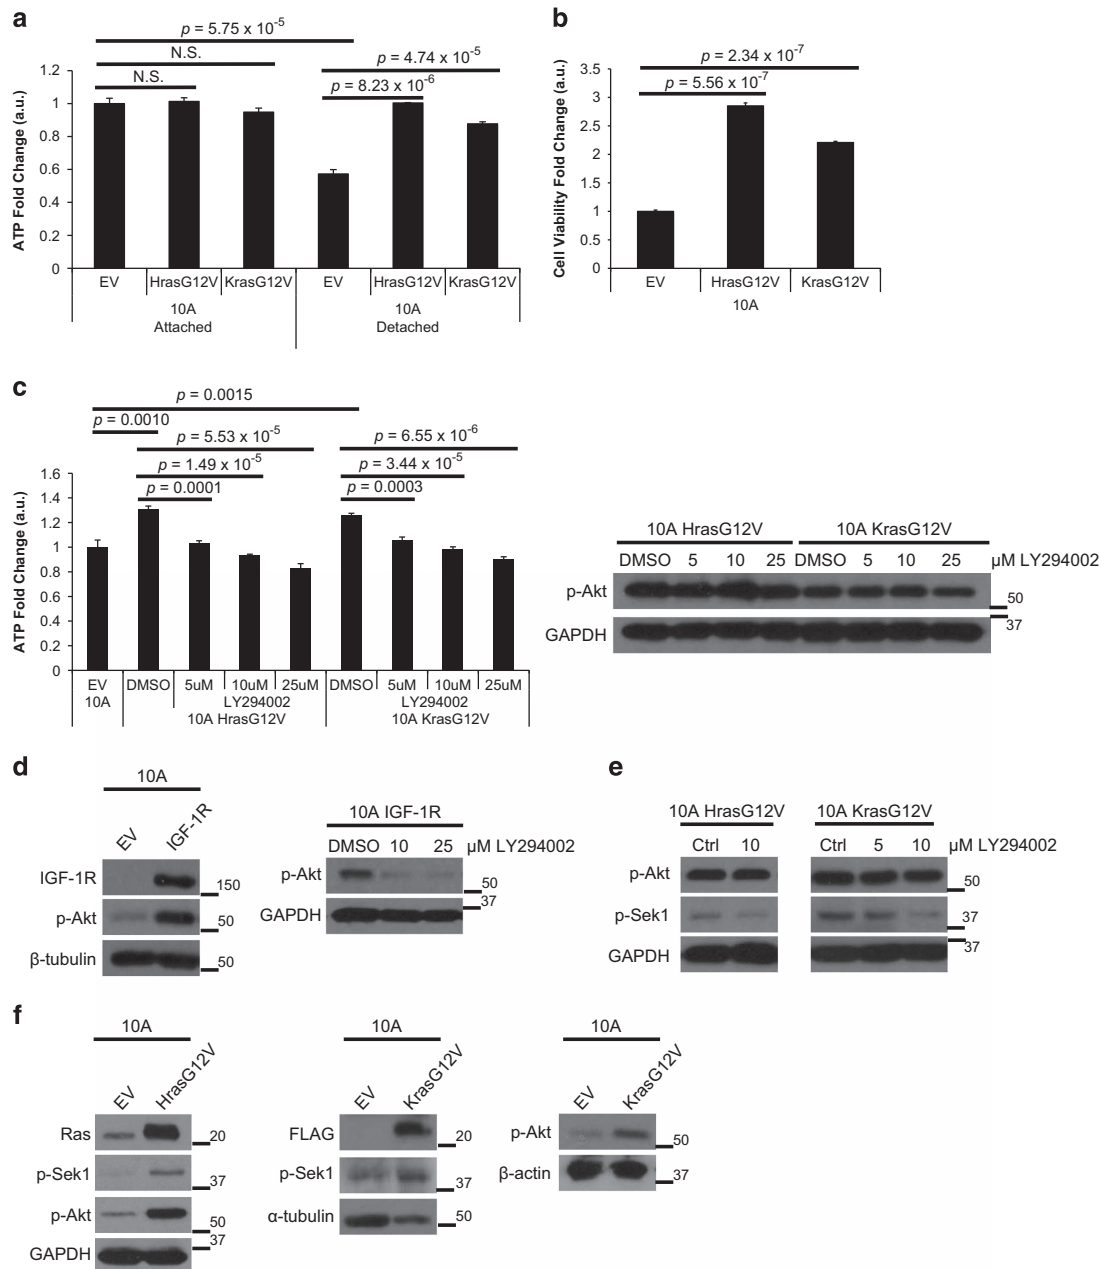 a
p = 5.75 x 10-5
N.S.
N.S.
p = 4.74 x 10-5
p = 8.23 x 10-6
ATP Fold Change (a.u.)
1.2
1
0.8
0.6
0.4
0.2
0
EV HrasG12V KrasG12V EV HrasG12V KrasG12V
10A 10A
Attached Detached
b
p = 2.34 x 10-7
p = 5.56 x 10-7
Cell Viability Fold Change (a.u.)
3.5
3
2.5
2
1.5
1
0.5
0
EV HrasG12V KrasG12V
10A
c
p = 0.0015
p = 0.0010
p = 5.53 x 10-5
p = 1.49 x 10-5
p = 0.0001
p = 6.55 x 10-6
p = 3.44 x 10-5
p = 0.0003
ATP Fold Change (a.u.)
1.6
1.4
1.2
1
0.8
0.6
0.4
0.2
0
EV DMSO 5uM 10uM 25uM DMSO 5uM 10uM 25uM
10A LY294002 LY294002
10A HrasG12V 10A KrasG12V
10A HrasG12V 10A KrasG12V
DMSO 5 10 25 DMSO 5 10 25 μM LY294002
p-Akt
50
37
GAPDH
d
10A
EV IGF-1R
IGF-1R
150
p-Akt
50
β-tubulin
50
10A IGF-1R
DMSO 10 25 μM LY294002
p-Akt
50
37
GAPDH
e
10A HrasG12V 10A KrasG12V
Ctrl 10 Ctrl 5 10 μM LY294002
p-Akt
50
p-Sek1
37
37
GAPDH
f
10A
EV HrasG12V
Ras
20
p-Sek1
37
p-Akt
50
37
GAPDH
10A
EV KrasG12V
FLAG
20
p-Sek1
37
α-tubulin
50
10A
EV KrasG12V
p-Akt
50
β-actin
37